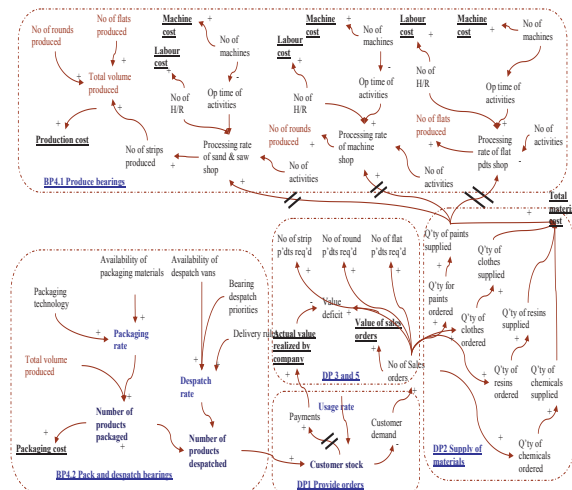 No of rounds
produced
No of flats
produced
Machine
cost
Labour
cost
No of
machines
Total volume
produced
Op time of
activities
No of
H/R
Production cost
No of strips
produced
Processing rate
of sand & saw
shop
No of
activities
BP4.1 Produce bearings
Machine
cost
Labour
cost
No of
machines
Op time of
activities
No of
H/R
No of rounds
produced
Processing rate
of machine
shop
No of
activities
Labour
cost
Machine
cost
No of
machines
No of
H/R
Op time of
activities
No of flats
produced
Processing
rate of flat
pdts shop
No of
activities
Total
materi
cost
Availability of
packaging materials
Availability of
despatch vans
Packaging
technology
Bearing
despatch
priorities
Packaging
rate
Delivery rules
Total volume
produced
Despatch
rate
Number of
products
packaged
Packaging cost
Number of
products
despatched
BP4.2 Pack and despatch bearings
No of strip
p'dts req'd
No of round
p'dts req'd
No of flat
p'dts req'd
Value
deficit
Actual value
realized by
company
Value of sales
orders
No of Sales
orders
DP 3 and 5
Usage rate
Payments
Customer
demand
Customer stock
DP1 Provide orders
Q'ty of paints
supplied
Q'ty of
clothes
supplied
Q'ty for
paints
ordered
Q'ty of resins
supplied
Q'ty of
clothes
ordered
Q'ty of
resins
ordered
Q'ty of
chemicals
supplied
Q'ty of
chemicals
ordered
DP2 Supply of
materials